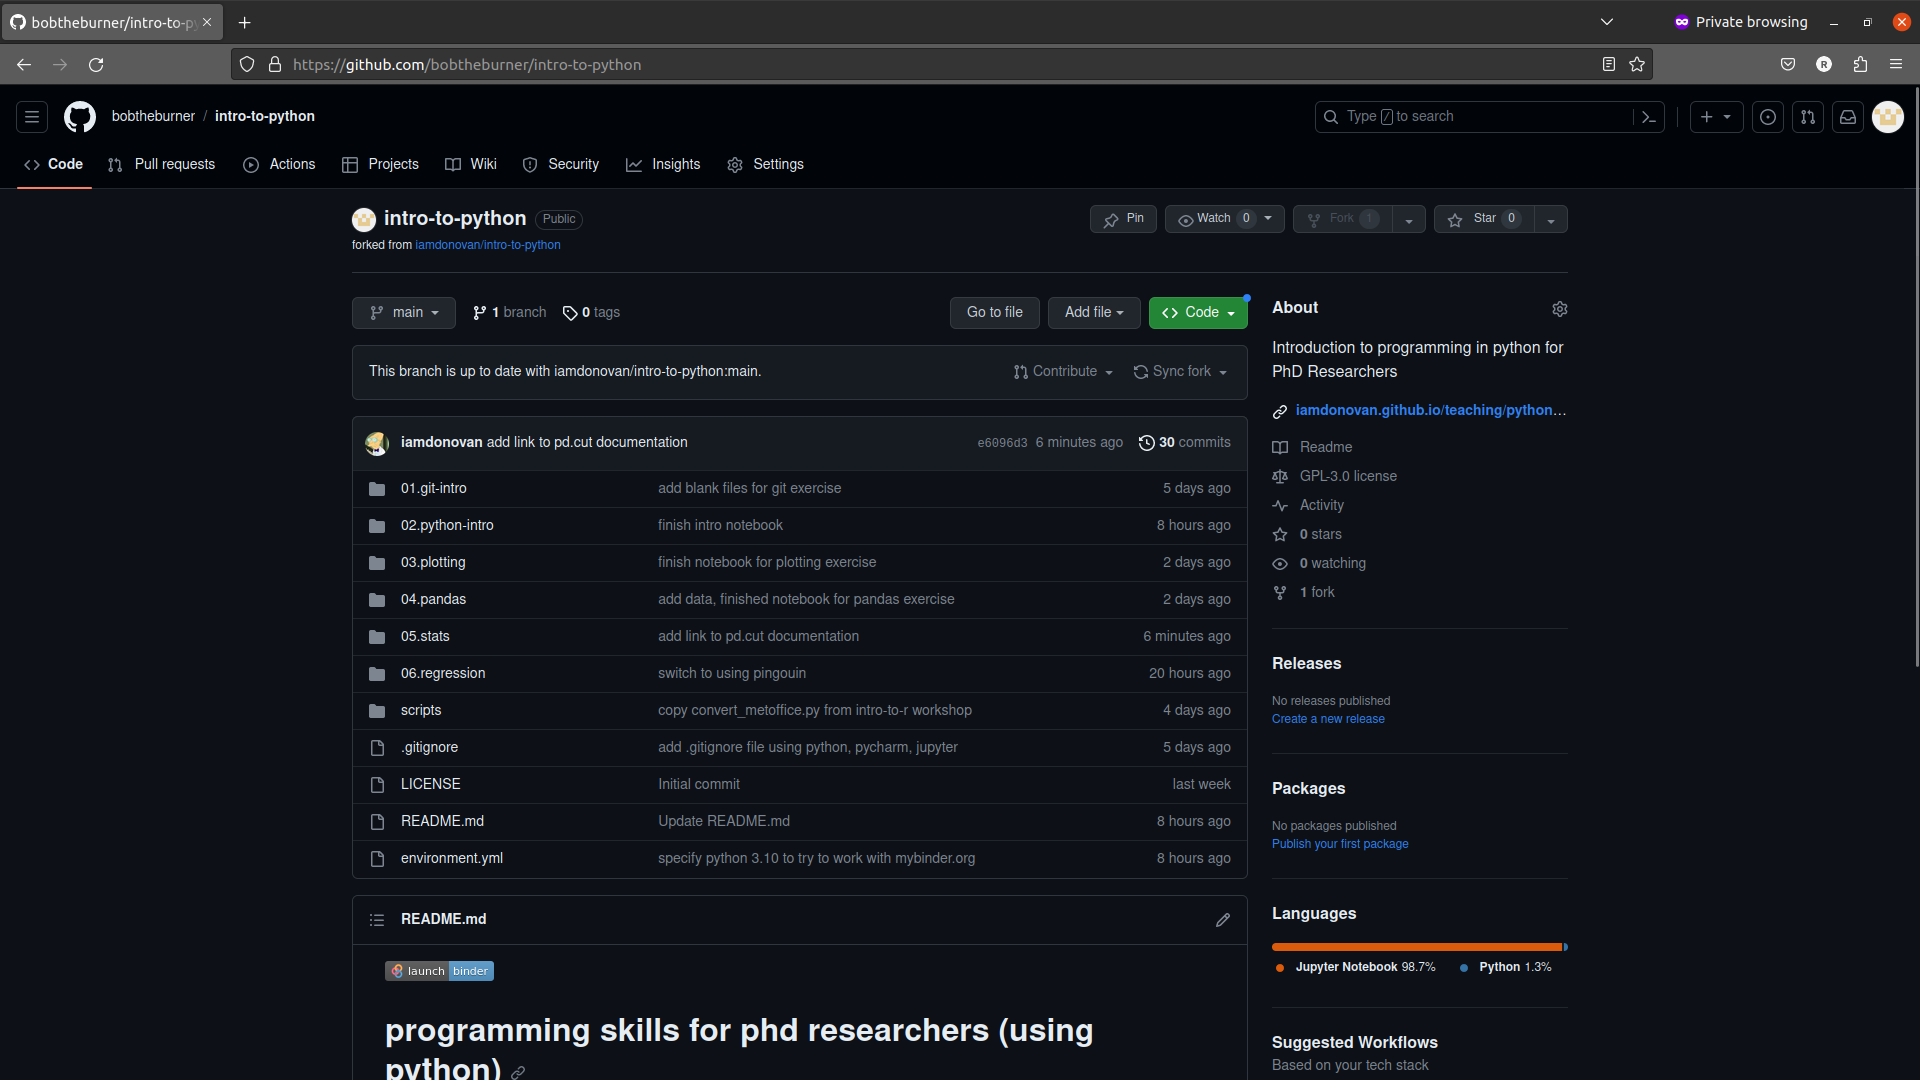 bobtheburner/intro-to-py
Private browsing
https://github.com/bobtheburner/intro-to-python
R
bobtheburner / intro-to-python
Type / to search
Code
Pull requests
Actions
Projects
Wiki
Security
Insights
Settings
intro-to-python
Public
Pin
Watch 0
Fork 1
Star 0
forked from iamdonovan/intro-to-python
main
1 branch
0 tags
Go to file
Add file
Code
This branch is up to date with iamdonovan/intro-to-python:main.
Contribute
Sync fork
iamdonovan add link to pd.cut documentation e6096d3 6 minutes ago 30 commits
01.git-intro add blank files for git exercise 5 days ago
02.python-intro finish intro notebook 8 hours ago
03.plotting finish notebook for plotting exercise 2 days ago
04.pandas add data, finished notebook for pandas exercise 2 days ago
05.stats add link to pd.cut documentation 6 minutes ago
06.regression switch to using pingouin 20 hours ago
scripts copy convert_metoffice.py from intro-to-r workshop 4 days ago
.gitignore add .gitignore file using python, pycharm, jupyter 5 days ago
LICENSE Initial commit last week
README.md Update README.md 8 hours ago
environment.yml specify python 3.10 to try to work with mybinder.org 8 hours ago
README.md
launch binder
programming skills for phd researchers (using
python)
About
Introduction to programming in python for
PhD Researchers
iamdonovan.github.io/teaching/python...
Readme
GPL-3.0 license
Activity
0 stars
0 watching
1 fork
Releases
No releases published
Create a new release
Packages
No packages published
Publish your first package
Languages
Jupyter Notebook 98.7%
Python 1.3%
Suggested Workflows
Based on your tech stack